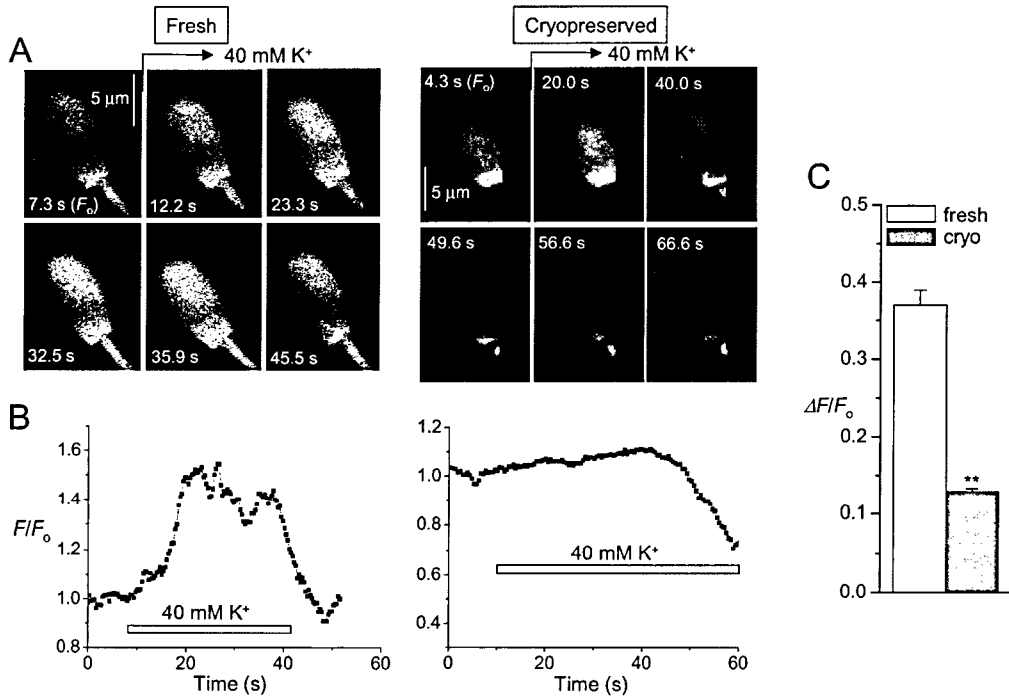 Fresh
Cryopreserved
A
40 mM K⁺
40 mM K⁺
5 μm
7.3 s (Fₒ)
12.2 s
23.3 s
32.5 s
35.9 s
45.5 s
4.3 s (Fₒ)
20.0 s
40.0 s
5 μm
49.6 s
56.6 s
66.6 s
B
F/Fₒ
1.6
1.4
1.2
1.0
0.8
40 mM K⁺
0
20
40
60
Time (s)
1.2
1.0
0.8
0.6
0.4
40 mM K⁺
0
20
40
60
Time (s)
C
0.5
0.4
0.3
ΔF/Fₒ
0.2
0.1
0.0
fresh
cryo
**